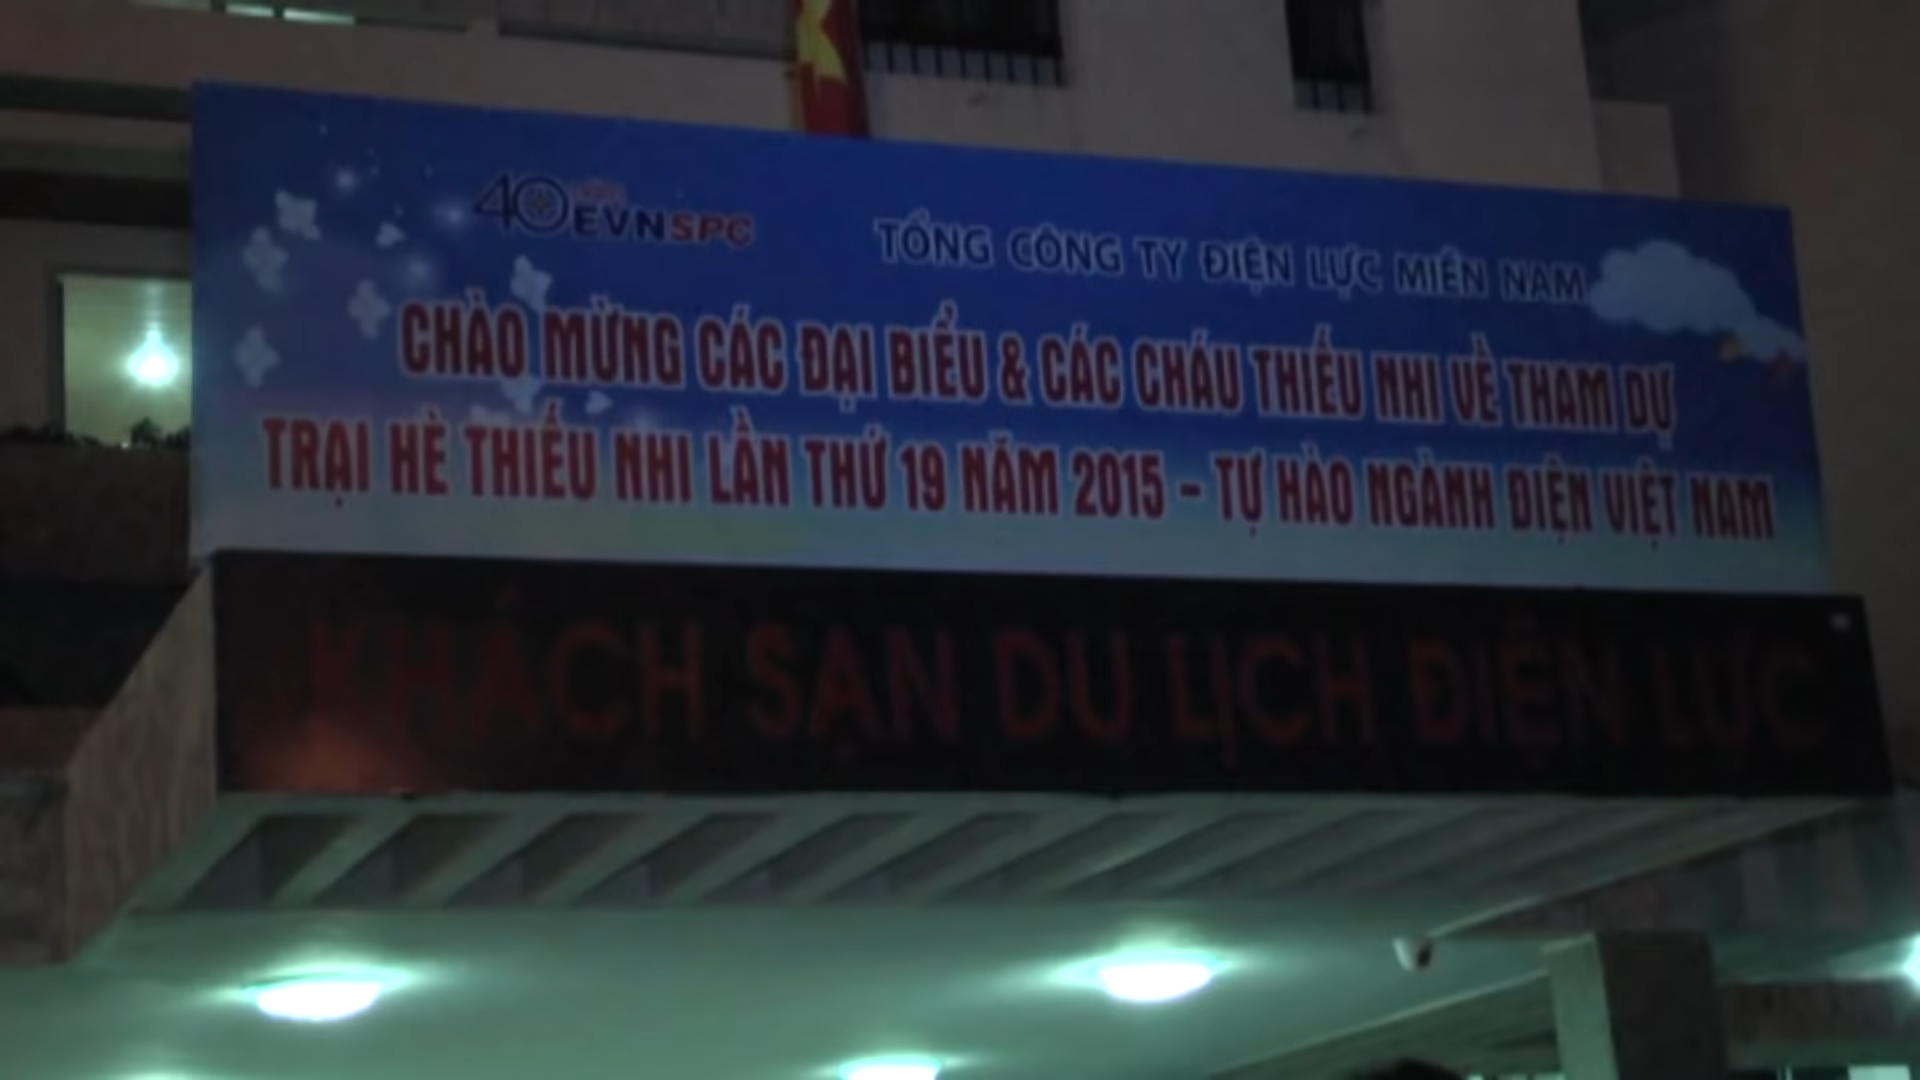 40 NĂM EVNSPC
TỔNG CÔNG TY ĐIỆN LỰC MIỀN NAM
CHÀO MỪNG CÁC ĐẠI BIỂU & CÁC CHÁU THIẾU NHI VỀ THAM DỰ
TRẠI HÈ THIẾU NHI LẦN THỨ 19 NĂM 2015 - TỰ HÀO NGÀNH ĐIỆN VIỆT NAM
KHÁCH SẠN DU LỊCH ĐIỆN LỰC